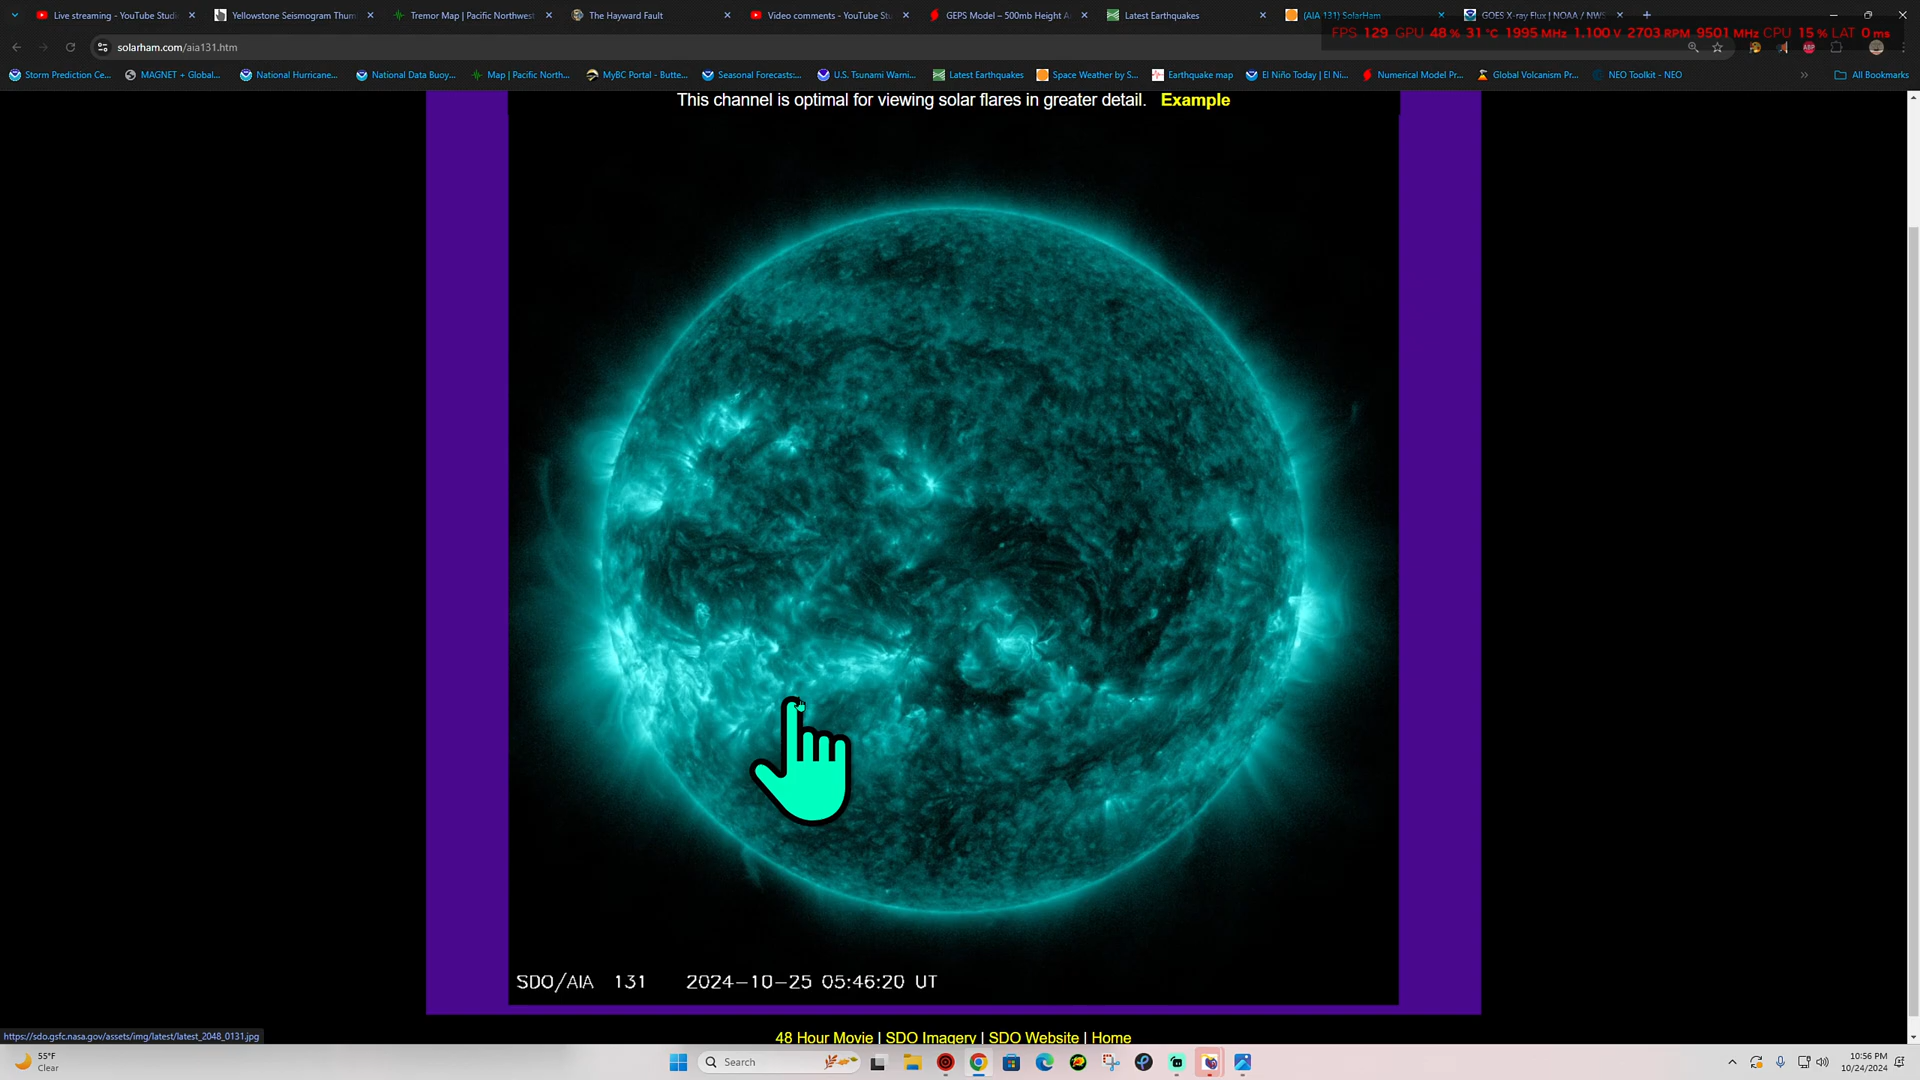 Live streaming - YouTube Studi
Yellowstone Seismogram Thum
Tremor Map | Pacific Northwest
The Hayward Fault
Video comments - YouTube Stu
GEPS Model – 500mb Height A
Latest Earthquakes
(AIA 131) SolarHam
GOES X-ray Flux | NOAA / NWS
FPS 129 GPU 48 % 31 °C 1995 MHz 1,100 V 2703 RPM 9501 MHz CPU 15 % LAT 0 ms
solarham.com/aia131.htm
Storm Prediction Ce...
MAGNET + Global...
National Hurricane...
National Data Buoy...
Map | Pacific North...
MyBC Portal - Butte...
Seasonal Forecasts:...
U.S. Tsunami Warni...
Latest Earthquakes
Space Weather by S...
Earthquake map
El Niño Today | El Ni...
Numerical Model Pr...
Global Volcanism Pr...
NEO Toolkit - NEO
All Bookmarks
This channel is optimal for viewing solar flares in greater detail. Example
SDO/AIA 131 2024-10-25 05:46:20 UT
https://sdo.gsfc.nasa.gov/assets/img/latest/latest_2048_0131.jpg
48 Hour Movie | SDO Imagery | SDO Website | Home
55°F
Clear
Search
10:56 PM
10/24/2024